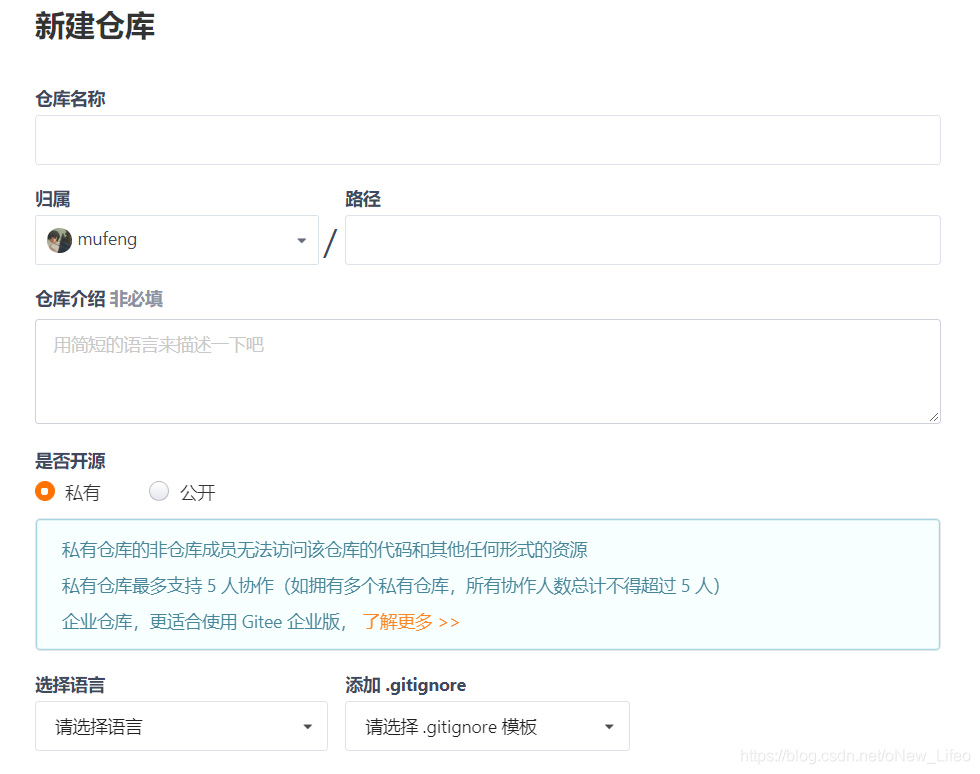 新建仓库
仓库名称
归属 路径
mufeng /
仓库介绍 非必填
用简短的语言来描述一下吧
是否开源
私有 公开
私有仓库的非仓库成员无法访问该仓库的代码和其他任何形式的资源
私有仓库最多支持 5 人协作（如拥有多个私有仓库，所有协作人数总计不得超过 5 人）
企业仓库，更适合使用 Gitee 企业版， 了解更多 >>
选择语言 添加 .gitignore
请选择语言 请选择 .gitignore 模板
https://blog.csdn.net/oNew_Lifeo